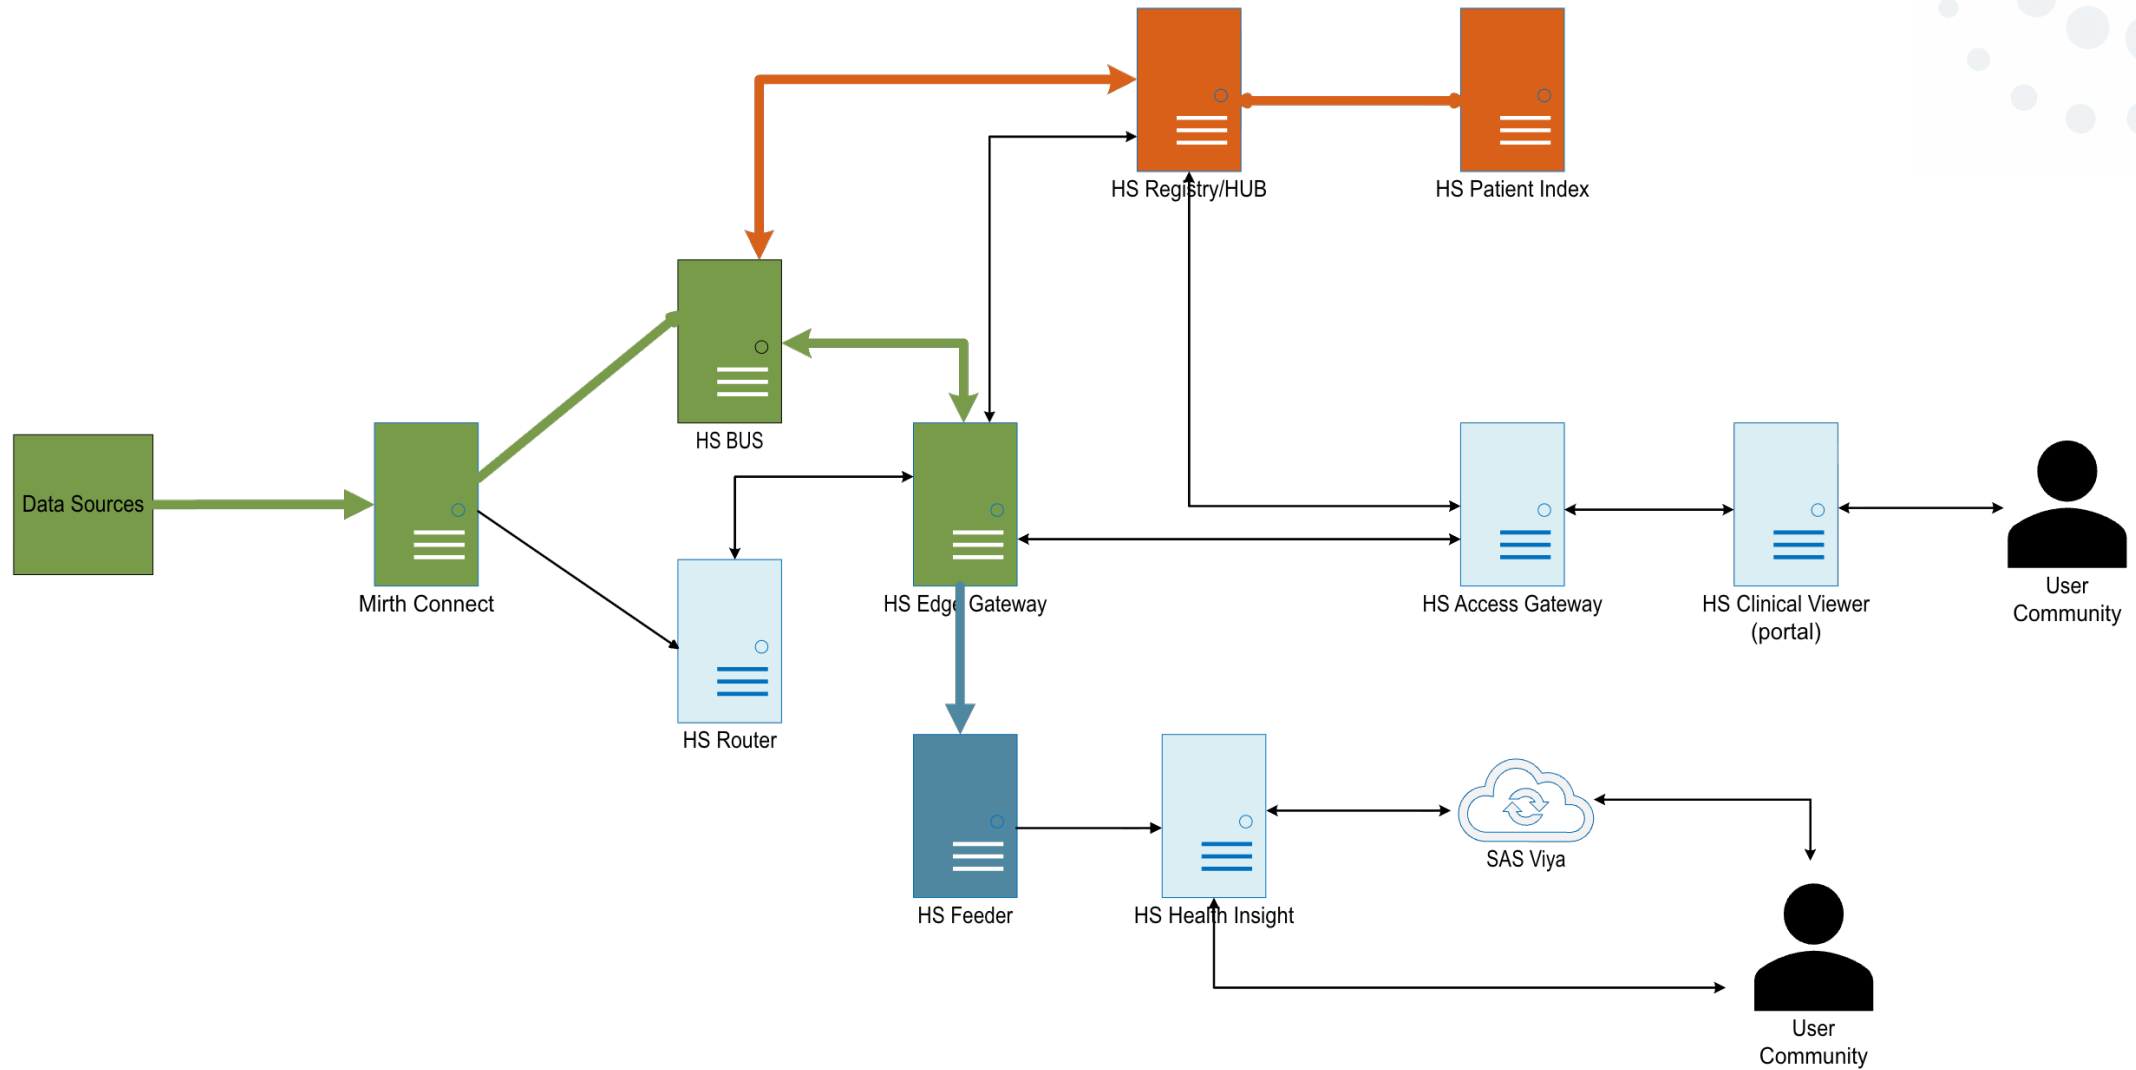 HS Registry/HUB
HS Patient Index
HS BUS
Data Sources
Mirth Connect
HS Edge Gateway
HS Access Gateway
HS Clinical Viewer
(portal)
User
Community
HS Router
SAS Viya
HS Feeder
HS Health Insight
User
Community